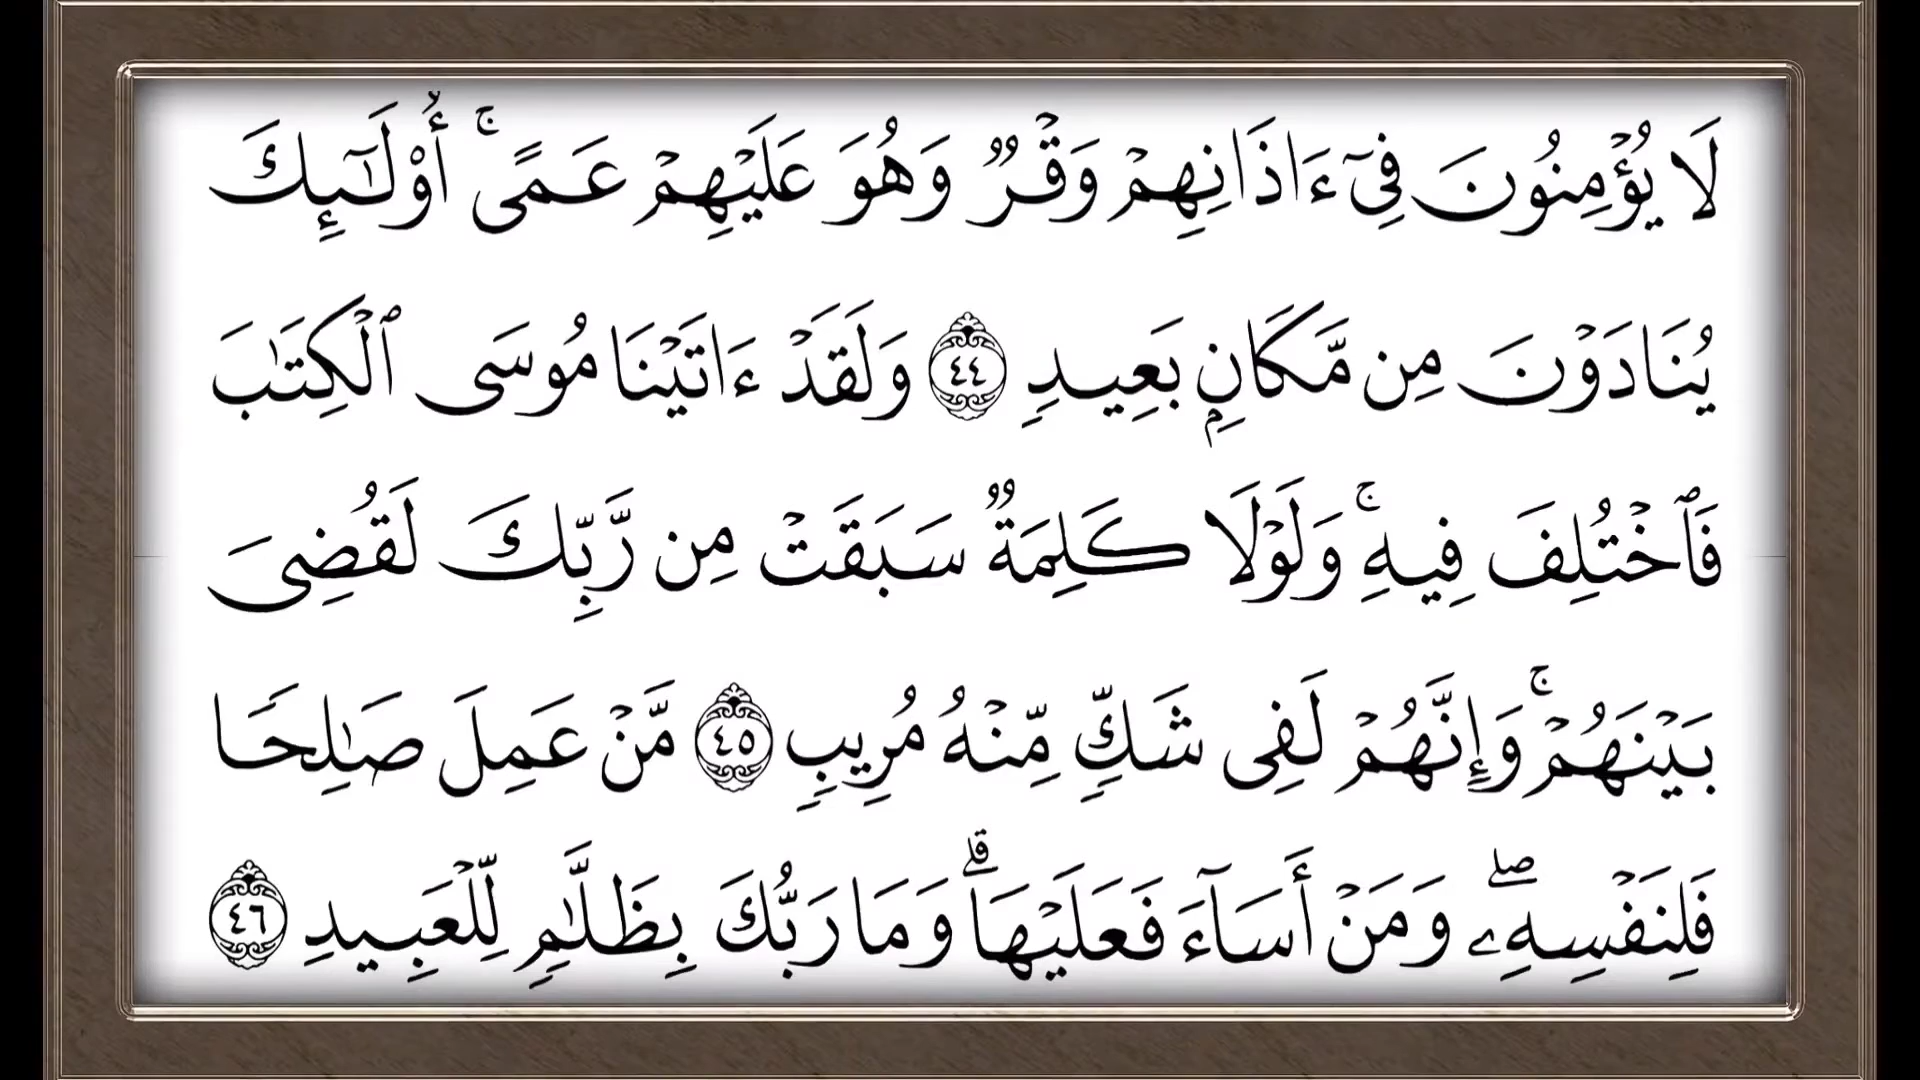 لَا يُؤْمِنُونَ فِىٓ ءَاذَانِهِمْ وَقْرٌ وَهُوَ عَلَيْهِمْ عَمًى ۚ أُو۟لَـٰٓئِكَ
يُنَادَوْنَ مِن مَّكَانٍۭ بَعِيدٍ ٤٤ وَلَقَدْ ءَاتَيْنَا مُوسَى ٱلْكِتَـٰبَ
فَٱخْتُلِفَ فِيهِ ۚ وَلَوْلَا كَلِمَةٌ سَبَقَتْ مِن رَّبِّكَ لَقُضِىَ
بَيْنَهُمْ ۚ وَإِنَّهُمْ لَفِى شَكٍّ مِّنْهُ مُرِيبٍ ٤٥ مَّنْ عَمِلَ صَـٰلِحًا
فَلِنَفْسِهِۦ ۖ وَمَنْ أَسَآءَ فَعَلَيْهَا ۗ وَمَا رَبُّكَ بِظَلَّـٰمٍ لِّلْعَبِيدِ ٤٦